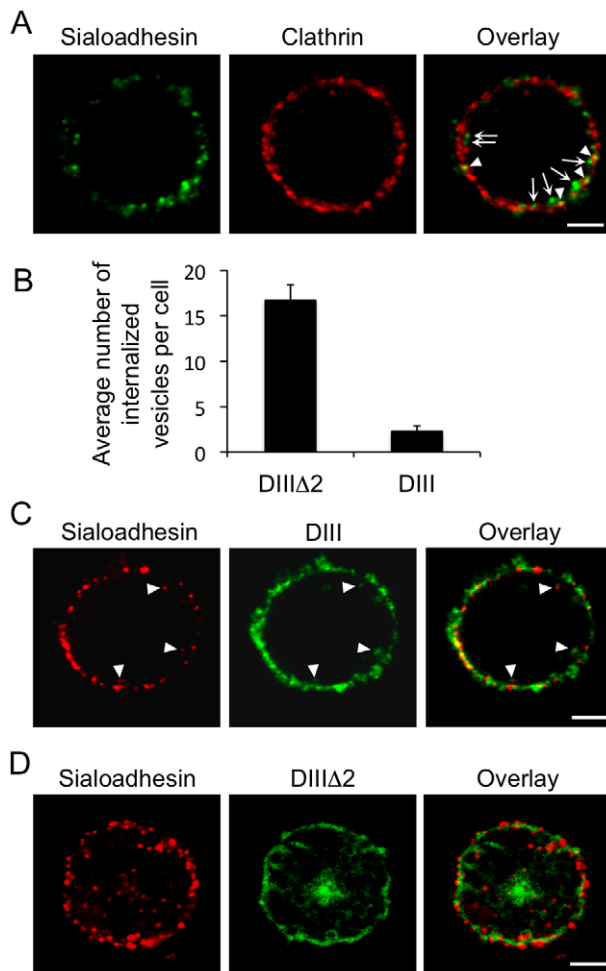 A
Sialoadhesin Clathrin Overlay
B
Average number of
internalized
vesicles per cell
20
15
10
5
0
DIIIΔ2 DIII
C
Sialoadhesin DIII Overlay
D
Sialoadhesin DIIIΔ2 Overlay